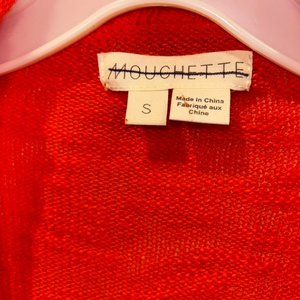 MOUCHETTE
S
Made in China
Fabriqué aux
Chine